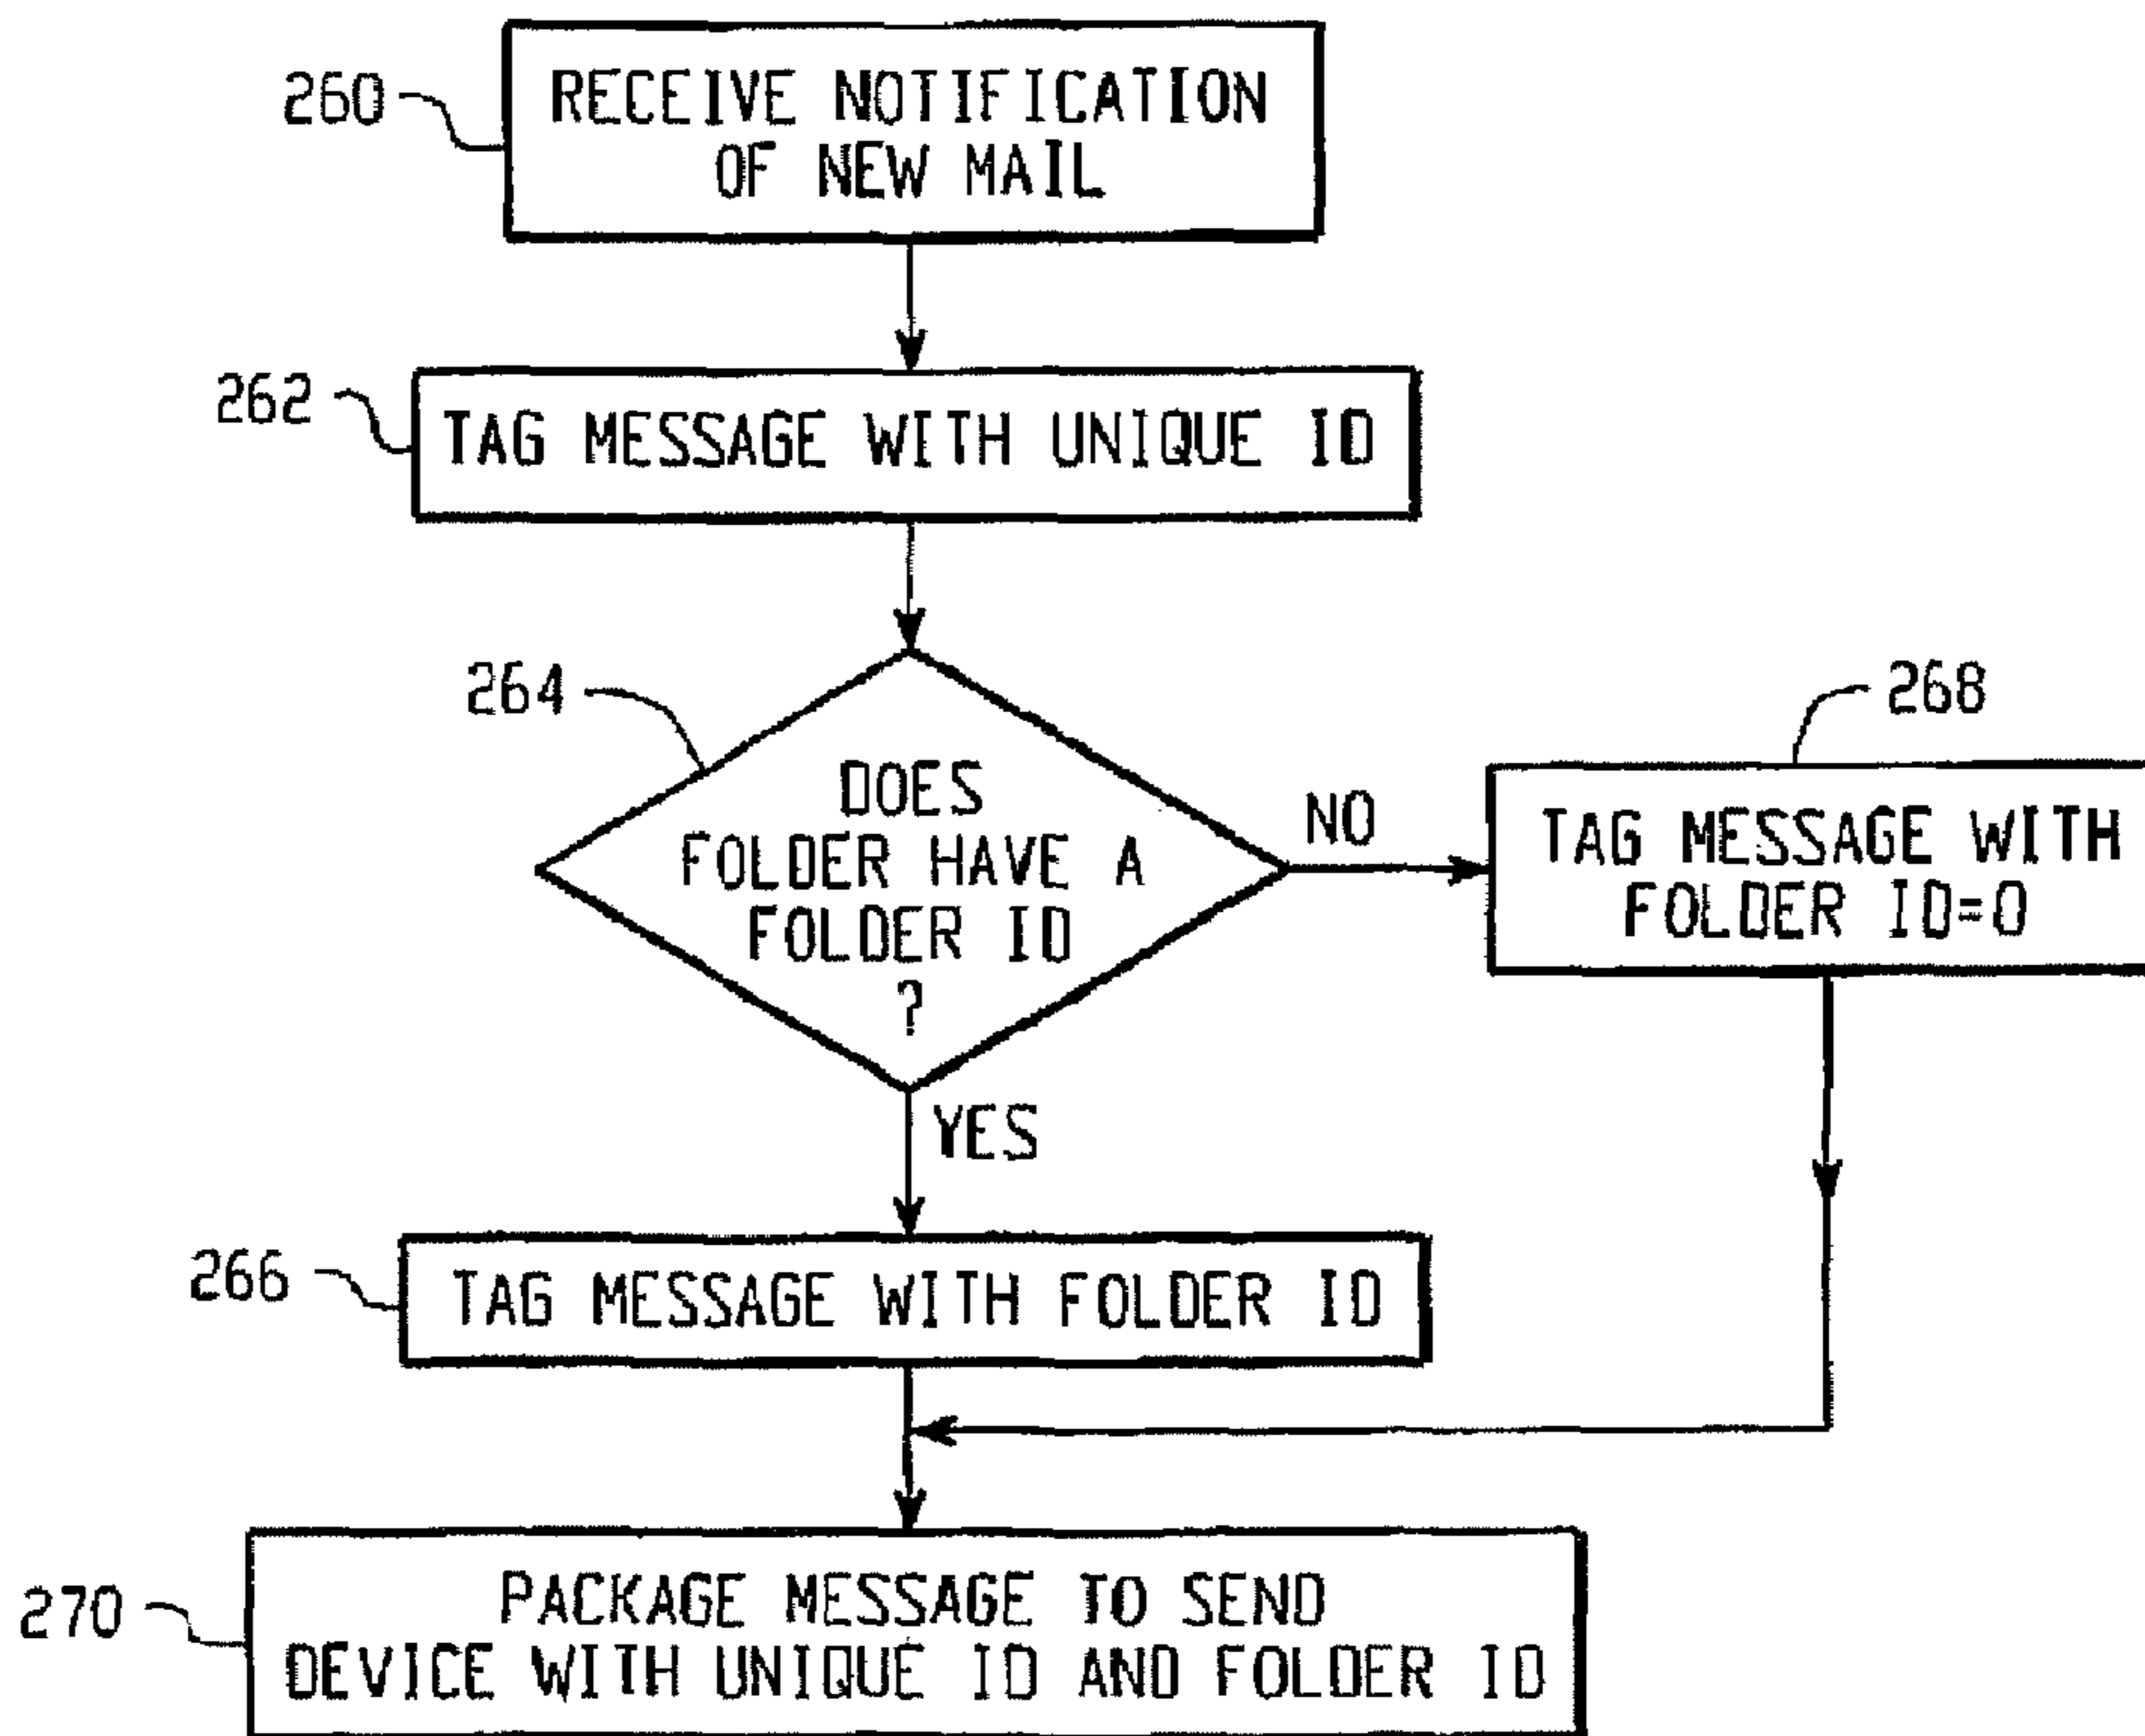 260
RECEIVE NOTIFICATION
OF NEW MAIL
262
TAG MESSAGE WITH UNIQUE ID
264
DOES
FOLDER HAVE A
FOLDER ID
?
NO
268
TAG MESSAGE WITH
FOLDER ID=0
YES
266
TAG MESSAGE WITH FOLDER ID
270
PACKAGE MESSAGE TO SEND
DEVICE WITH UNIQUE ID AND FOLDER ID